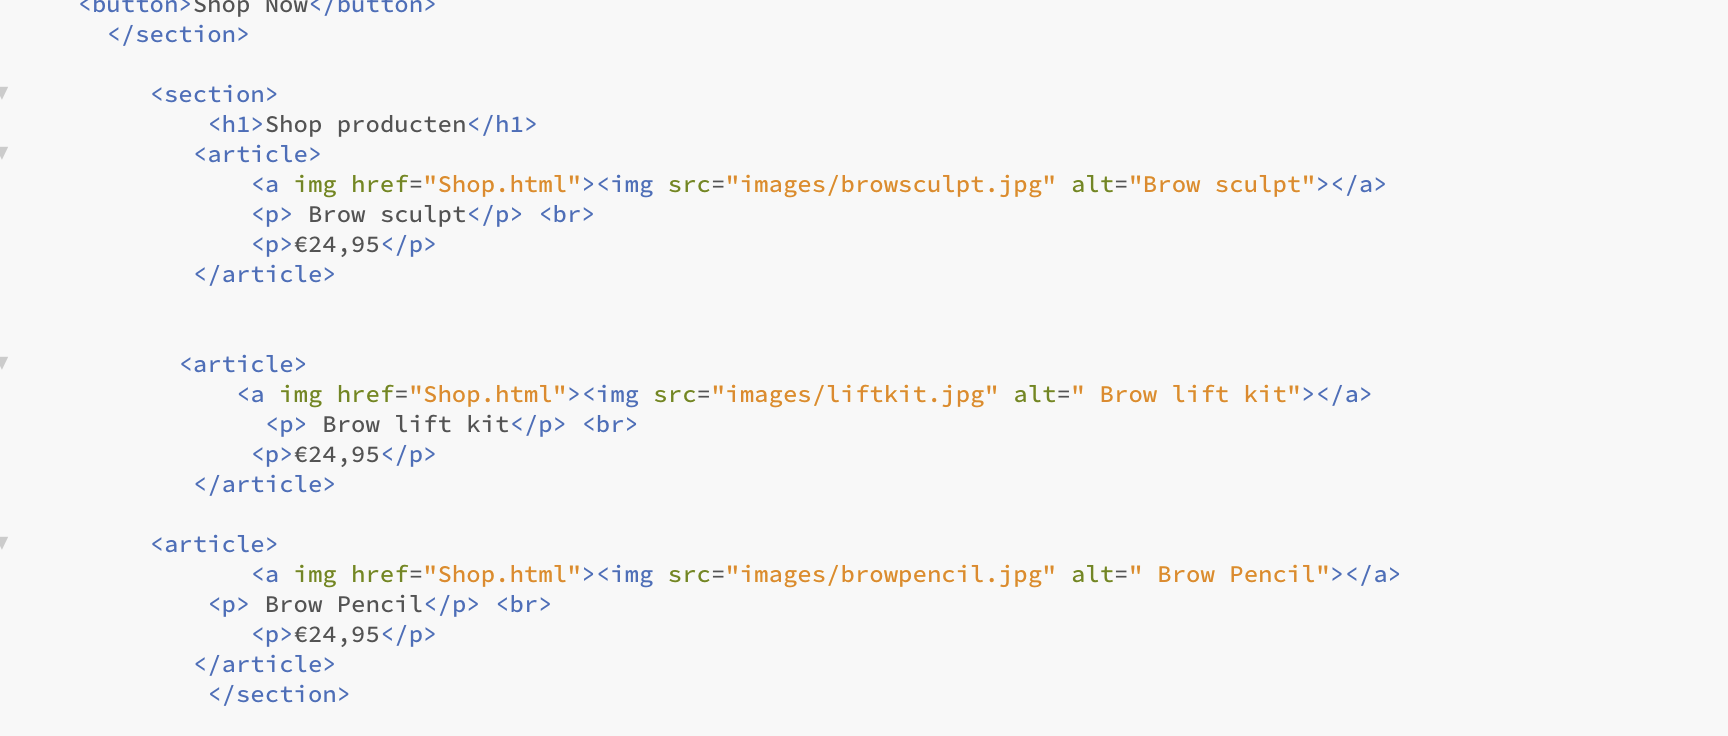 <button>Shop Now</button>
</section>
<section>
<h1>Shop producten</h1>
<article>
<a img href="Shop.html"><img src="images/browsculpt.jpg" alt="Brow sculpt"></a>
<p> Brow sculpt</p> <br>
<p>€24,95</p>
</article>
<article>
<a img href="Shop.html"><img src="images/liftkit.jpg" alt=" Brow lift kit"></a>
<p> Brow lift kit</p> <br>
<p>€24,95</p>
</article>
<article>
<a img href="Shop.html"><img src="images/browpencil.jpg" alt=" Brow Pencil"></a>
<p> Brow Pencil</p> <br>
<p>€24,95</p>
</article>
</section>